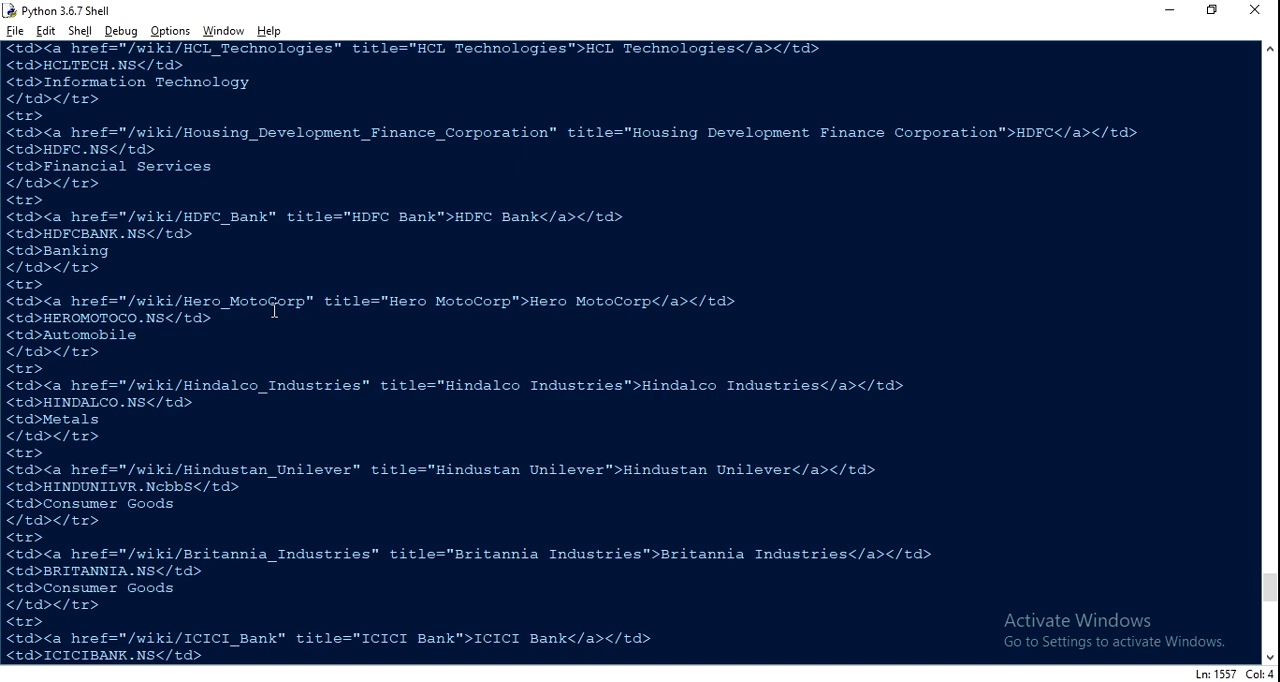 Python 3.6.7 Shell
File Edit Shell Debug Options Window Help
<td><a href="/wiki/HCL_Technologies" title="HCL Technologies">HCL Technologies</a></td>
<td>HCLTECH.NS</td>
<td>Information Technology
</td></tr>
<tr>
<td><a href="/wiki/Housing_Development_Finance_Corporation" title="Housing Development Finance Corporation">HDFC</a></td>
<td>HDFC.NS</td>
<td>Financial Services
</td></tr>
<tr>
<td><a href="/wiki/HDFC_Bank" title="HDFC Bank">HDFC Bank</a></td>
<td>HDFCBANK.NS</td>
<td>Banking
</td></tr>
<tr>
<td><a href="/wiki/Hero_MotoCorp" title="Hero MotoCorp">Hero MotoCorp</a></td>
<td>HEROMOTOCO.NS</td>
<td>Automobile
</td></tr>
<tr>
<td><a href="/wiki/Hindalco_Industries" title="Hindalco Industries">Hindalco Industries</a></td>
<td>HINDALCO.NS</td>
<td>Metals
</td></tr>
<tr>
<td><a href="/wiki/Hindustan_Unilever" title="Hindustan Unilever">Hindustan Unilever</a></td>
<td>HINDUNILVR.NcbbS</td>
<td>Consumer Goods
</td></tr>
<tr>
<td><a href="/wiki/Britannia_Industries" title="Britannia Industries">Britannia Industries</a></td>
<td>BRITANNIA.NS</td>
<td>Consumer Goods
</td></tr>
<tr>
<td><a href="/wiki/ICICI_Bank" title="ICICI Bank">ICICI Bank</a></td>
<td>ICICIBANK.NS</td>
Activate Windows
Go to Settings to activate Windows.
Ln: 1557 Col: 4